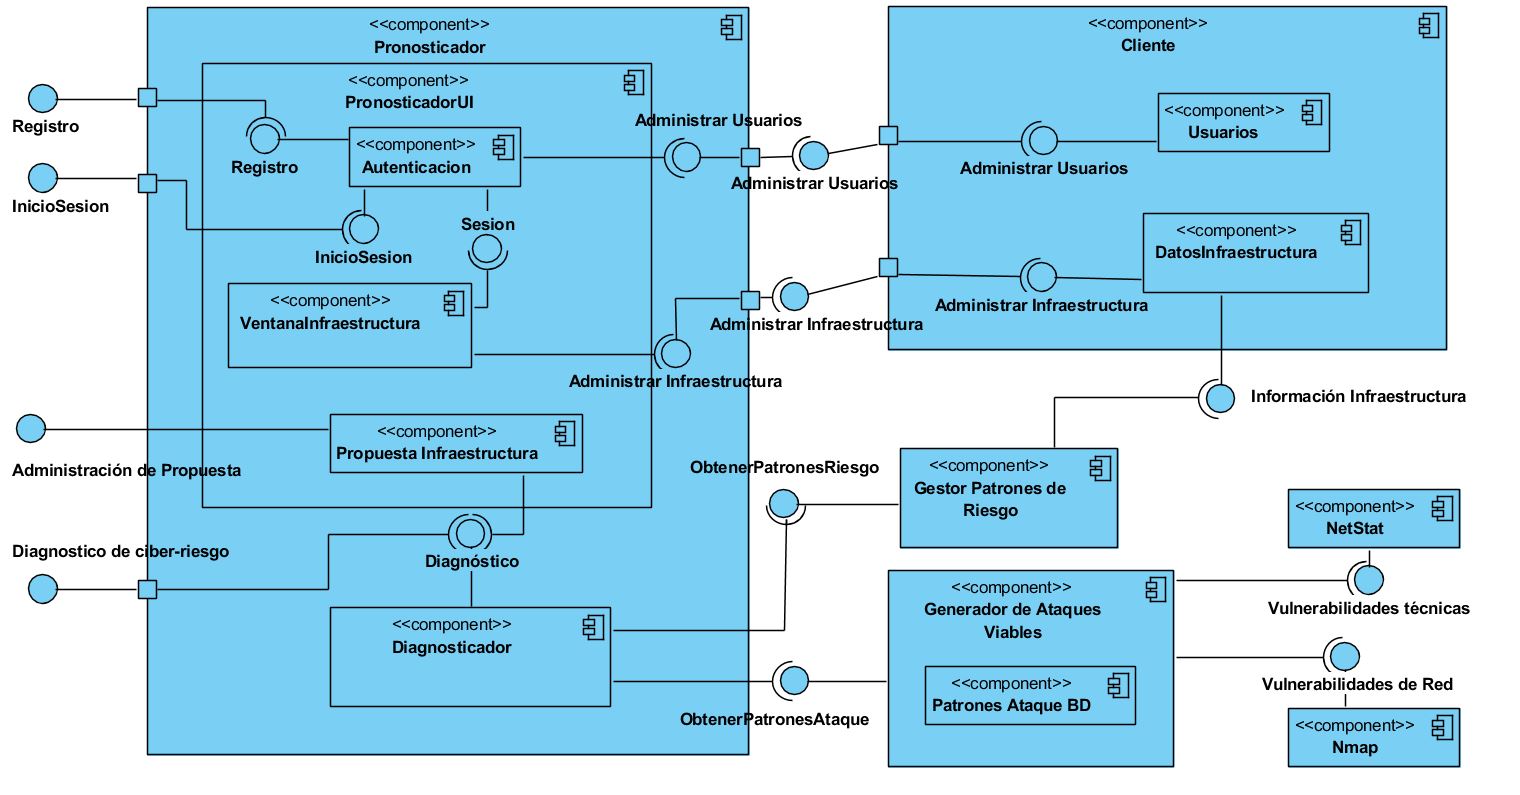 <<component>>
Pronosticador
<<component>>
PronosticadorUI
Registro
Registro
<<component>>
Autenticacion
InicioSesion
InicioSesion
Sesion
<<component>>
VentanaInfraestructura
Administrar Usuarios
Administrar Usuarios
Administrar Infraestructura
Administrar Infraestructura
<<component>>
Cliente
<<component>>
Usuarios
Administrar Usuarios
<<component>>
DatosInfraestructura
Administrar Infraestructura
Información Infraestructura
<<component>>
Propuesta Infraestructura
Administración de Propuesta
Diagnostico de ciber-riesgo
Diagnóstico
<<component>>
Diagnosticador
ObtenerPatronesRiesgo
<<component>>
Gestor Patrones de
Riesgo
ObtenerPatronesAtaque
<<component>>
Generador de Ataques
Viables
<<component>>
Patrones Ataque BD
<<component>>
NetStat
Vulnerabilidades técnicas
Vulnerabilidades de Red
<<component>>
Nmap